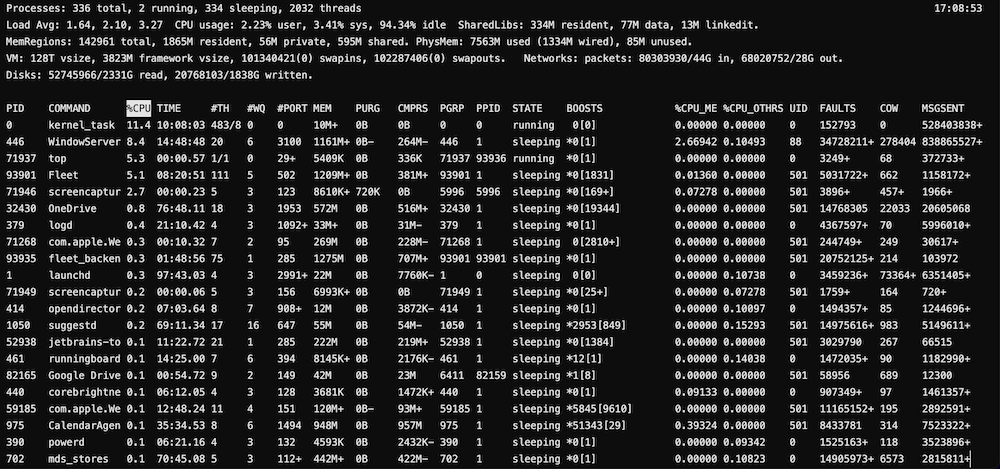 Processes: 336 total, 2 running, 334 sleeping, 2032 threads 17:08:53
Load Avg: 1.64, 2.10, 3.27 CPU usage: 2.23% user, 3.41% sys, 94.34% idle SharedLibs: 334M resident, 77M data, 13M linkedit.
MemRegions: 142961 total, 1865M resident, 56M private, 595M shared. PhysMem: 7563M used (1334M wired), 85M unused.
VM: 128T vsize, 3823M framework vsize, 101340421(0) swapins, 102287406(0) swapouts. Networks: packets: 80303930/44G in, 68020752/28G out.
Disks: 52745966/2331G read, 20768103/1838G written.
PID COMMAND %CPU TIME #TH #WQ #PORT MEM PURG CMPRS PGRP PPID STATE BOOSTS %CPU_ME %CPU_OTHRS UID FAULTS COW MSGSENT
0 kernel_task 11.4 10:08:03 483/8 0 0 10M+ 0B 0B 0 0 running 0[0] 0.00000 0.00000 0 152793 0 528403838+
446 WindowServer 8.4 14:48:48 20 6 3100 1161M+ 0B- 264M- 446 1 sleeping *0[1] 2.66942 0.10493 88 34728211+ 278404 838865527+
71937 top 5.3 00:00.57 1/1 0 29+ 5409K 0B 336K 71937 93936 running *0[1] 0.00000 0.00000 0 3249+ 68 372733+
93901 Fleet 5.1 08:20:51 111 5 502 1209M+ 0B 381M+ 93901 1 sleeping *0[1831] 0.01360 0.00000 501 5031722+ 662 1158172+
71946 screencaptur 2.7 00:00.23 5 3 123 8610K+ 720K 0B 5996 5996 sleeping *0[169+] 0.07278 0.00000 501 3896+ 457+ 1966+
32430 OneDrive 0.8 76:48.11 18 3 1953 572M 0B 516M+ 32430 1 sleeping *0[19344] 0.00000 0.00000 501 14768305 22033 20605068
379 logd 0.4 21:10.42 4 3 1092+ 33M+ 0B 31M- 379 1 sleeping *0[1] 0.00000 0.00000 0 4367597+ 70 5996010+
71268 com.apple.We 0.3 00:10.32 7 2 95 269M 0B 228M- 71268 1 sleeping 0[2810+] 0.00000 0.00000 501 244749+ 249 30617+
93935 fleet_backen 0.3 01:48:56 75 1 285 1275M 0B 707M+ 93901 93901 sleeping *0[1] 0.00000 0.00000 501 20752125+ 214 103972
1 launchd 0.3 97:43.03 4 3 2991+ 22M 0B 7760K- 1 0 sleeping 0[0] 0.00000 0.10738 0 3459236+ 73364+ 6351405+
71949 screencaptur 0.2 00:00.06 5 3 156 6993K+ 0B 0B 71949 1 sleeping *0[25+] 0.00000 0.07278 501 1759+ 164 720+
414 opendirector 0.2 07:03.64 8 7 908+ 12M 0B 3872K- 414 1 sleeping *0[1] 0.00000 0.10097 0 1494357+ 85 1244696+
1050 suggestd 0.2 69:11.34 17 16 647 55M 0B 54M- 1050 1 sleeping *2953[849] 0.00000 0.15293 501 14975616+ 983 5149611+
52938 jetbrains-to 0.1 11:22.72 21 1 285 222M 0B 219M+ 52938 1 sleeping *0[1384] 0.00000 0.00000 501 3029790 267 66515
461 runningboard 0.1 14:25.00 7 6 394 8145K+ 0B 2176K- 461 1 sleeping *12[1] 0.00000 0.14038 0 1472035+ 90 1182990+
82165 Google Drive 0.1 00:54.72 9 2 149 42M 0B 23M 6411 82159 sleeping *1[8] 0.00000 0.00000 501 58956 689 12300
440 corebrightne 0.1 06:12.05 4 3 128 3681K 0B 1472K+ 440 1 sleeping *0[1] 0.09133 0.00000 0 907349+ 97 1461357+
59185 com.apple.We 0.1 12:48.24 11 4 151 120M+ 0B- 93M+ 59185 1 sleeping *5845[9610] 0.00000 0.00000 501 11165152+ 195 2892591+
975 CalendarAgen 0.1 35:34.53 8 6 1494 948M 0B 957M 975 1 sleeping *51343[29] 0.39324 0.00000 501 8433781 314 7523322+
390 powerd 0.1 06:21.16 4 3 132 4593K 0B 2432K- 390 1 sleeping *0[1] 0.00000 0.09342 0 1525163+ 118 3523896+
702 mds_stores 0.1 70:45.08 5 3 112+ 442M+ 0B 422M- 702 1 sleeping *0[1] 0.00000 0.10823 0 14905973+ 6573 2815811+